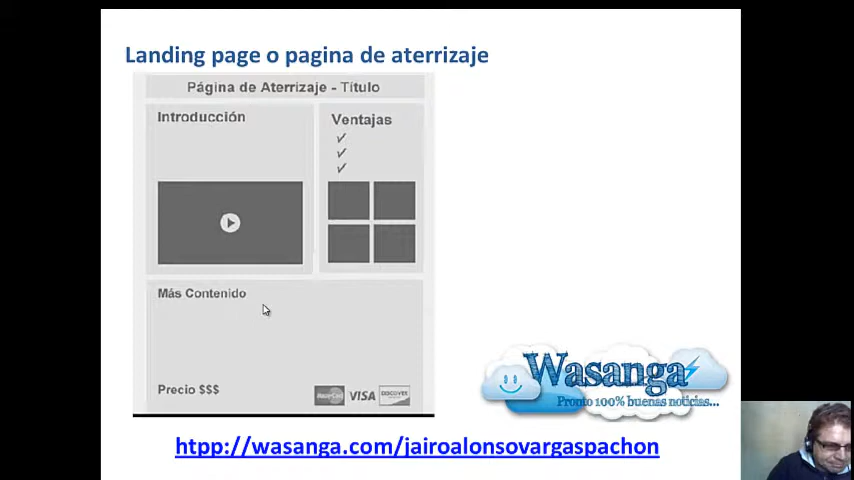 Landing page o pagina de aterrizaje
Página de Aterrizaje - Título
Introducción
Ventajas
Más Contenido
Precio $$$
MasterCard VISA DISCOVER
Wasanga
Pronto 100% buenas noticias...
htpp://wasanga.com/jairoalonsovargaspachon